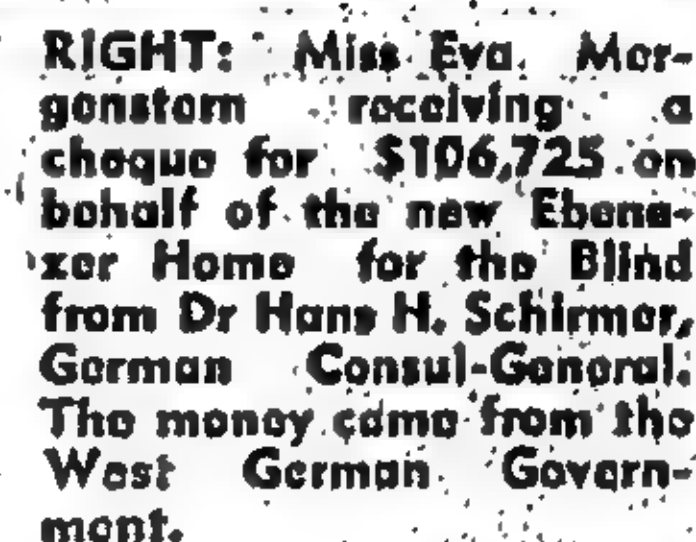 RIGHT: Miss Eva Mor-
genstern receiving a
cheque for $106,725 on
behalf of the new Ebene-
zer Home for the Blind
from Dr Hans H. Schirmer,
German Consul-General.
The money came from the
West German Govern-
ment.